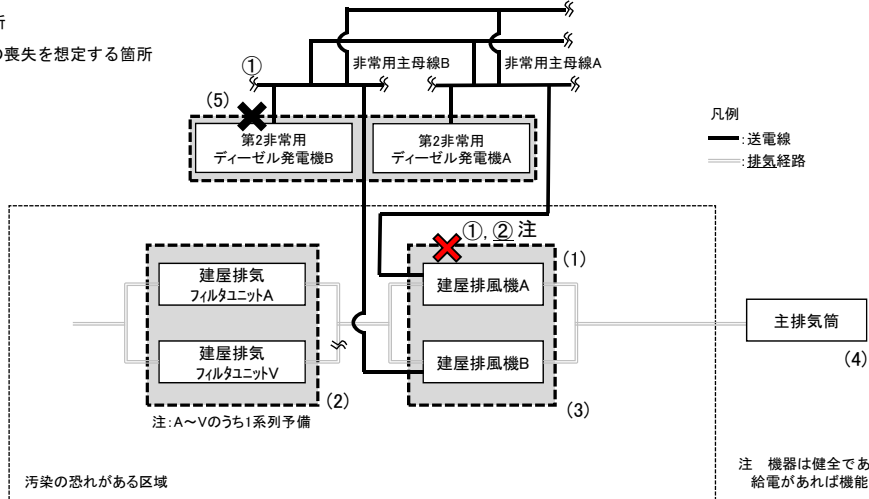 所
の喪失を想定する箇所
①
非常用主母線B
非常用主母線A
(5)
第2非常用
ディーゼル発電機B
第2非常用
ディーゼル発電機A
凡例
:送電線
:排気経路
①, ② 注
(1)
建屋排気
フィルタユニットA
建屋排風機A
主排気筒
(4)
建屋排気
フィルタユニットV
建屋排風機B
(2)
(3)
注:A~Vのうち1系列予備
汚染の恐れがある区域
注 機器は健全であ
給電があれば機能